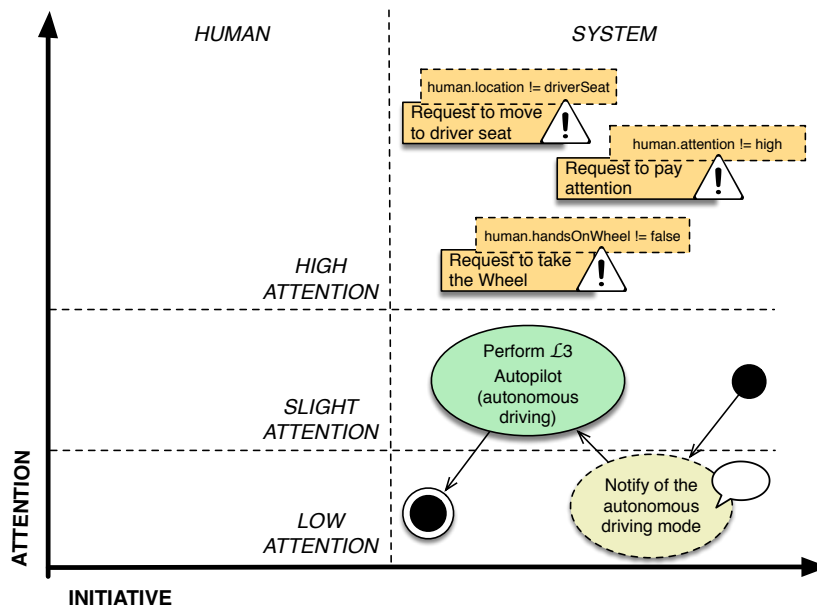 HUMAN
SYSTEM
human.location != driverSeat
Request to move
to driver seat
human.attention != high
Request to pay
attention
human.handsOnWheel != false
Request to take
the Wheel
HIGH
ATTENTION
Perform ℒ3
Autopilot
(autonomous
driving)
SLIGHT
ATTENTION
Notify of the
autonomous
driving mode
LOW
ATTENTION
ATTENTION
INITIATIVE